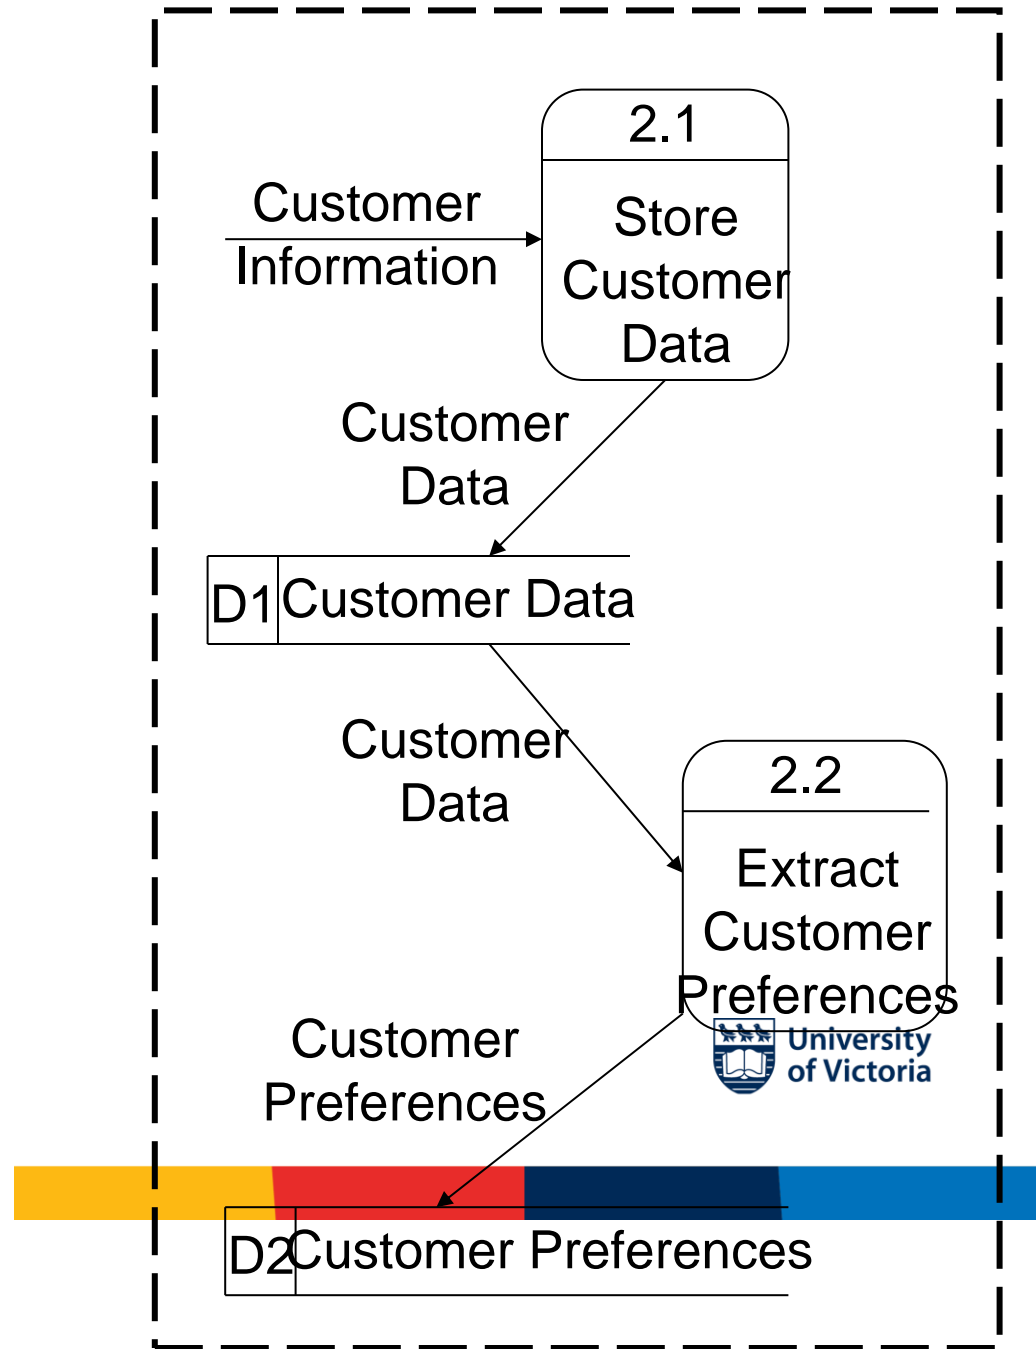 2.1
Customer
Information
Store
Customer
Data
Customer
Data
D1
Customer Data
Customer
Data
2.2
Extract
Customer
Preferences
University
of Victoria
Customer
Preferences
D2
Customer Preferences